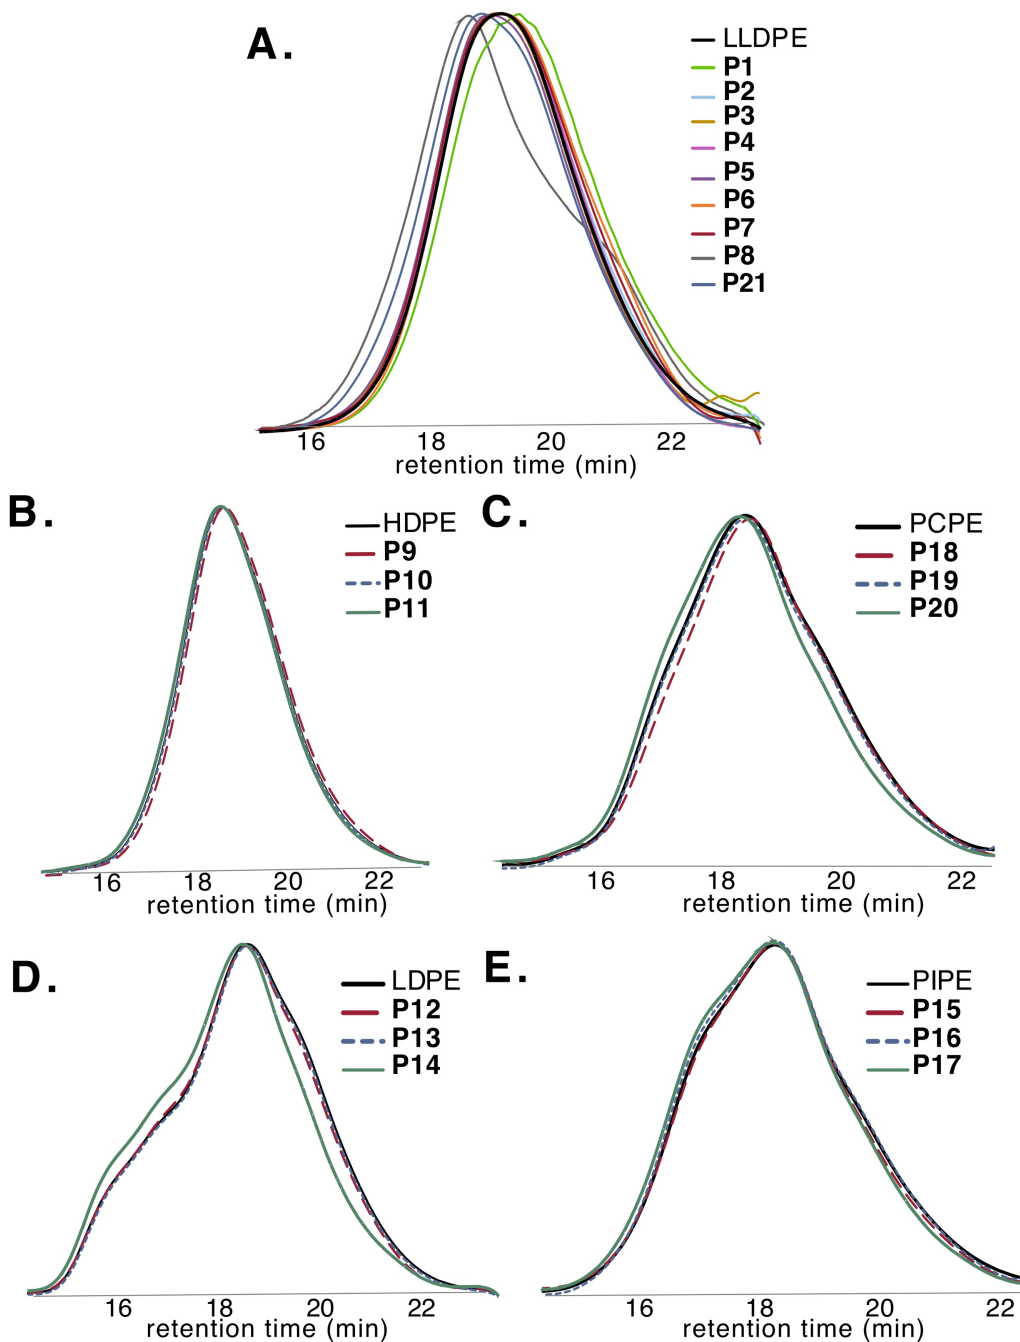 A.
LLDPE
P1
P2
P3
P4
P5
P6
P7
P8
P21
16 18 20 22
retention time (min)
B.
HDPE
P9
P10
P11
16 18 20 22
retention time (min)
C.
PCPE
P18
P19
P20
16 18 20 22
retention time (min)
D.
LDPE
P12
P13
P14
16 18 20 22
retention time (min)
E.
PIPE
P15
P16
P17
16 18 20 22
retention time (min)